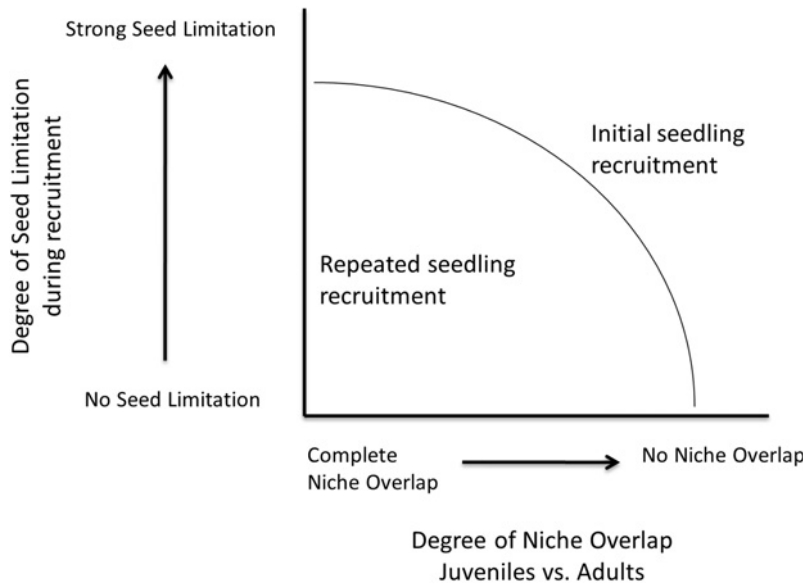 Strong Seed Limitation
Degree of Seed Limitation
during recruitment
No Seed Limitation
Initial seedling
recruitment
Repeated seedling
recruitment
Complete
Niche Overlap
No Niche Overlap
Degree of Niche Overlap
Juveniles vs. Adults